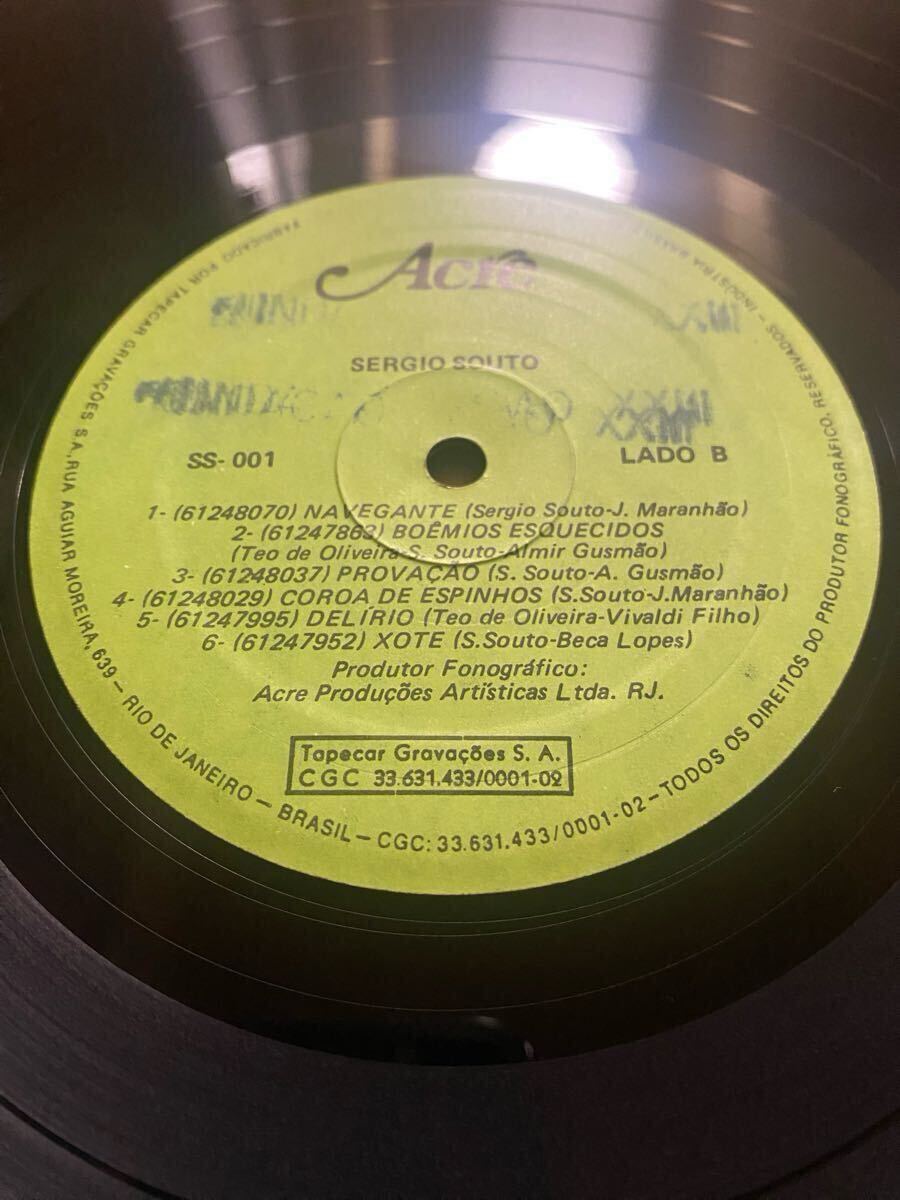 Acre
SERGIO SOUTO
SS-001
LADO B
1- (61248070) NAVEGANTE (Sergio Souto-J. Maranhão)
2- (61247863) BOÊMIOS ESQUECIDOS
(Teo de Oliveira-S. Souto-Almir Gusmão)
3- (61248037) PROVAÇÃO (S. Souto-A. Gusmão)
4- (61248029) COROA DE ESPINHOS (S.Souto-J.Maranhão)
5- (61247995) DELÍRIO (Teo de Oliveira-Vivaldi Filho)
6- (61247952) XOTE (S.Souto-Beca Lopes)
Produtor Fonográfico:
Acre Produções Artísticas Ltda. RJ.
Tapecar Gravações S. A.
CGC 33.631.433/0001-02
FABRICADO POR TAPECAR GRAVAÇÕES SA, RUA AGUIAR MOREIRA, 639 - RIO DE JANEIRO - BRASIL - CGC: 33.631.433/0001-02 - TODOS OS DIREITOS DO PRODUTOR FONOGRÁFICO, RESERVADOS - INDÚSTRIA